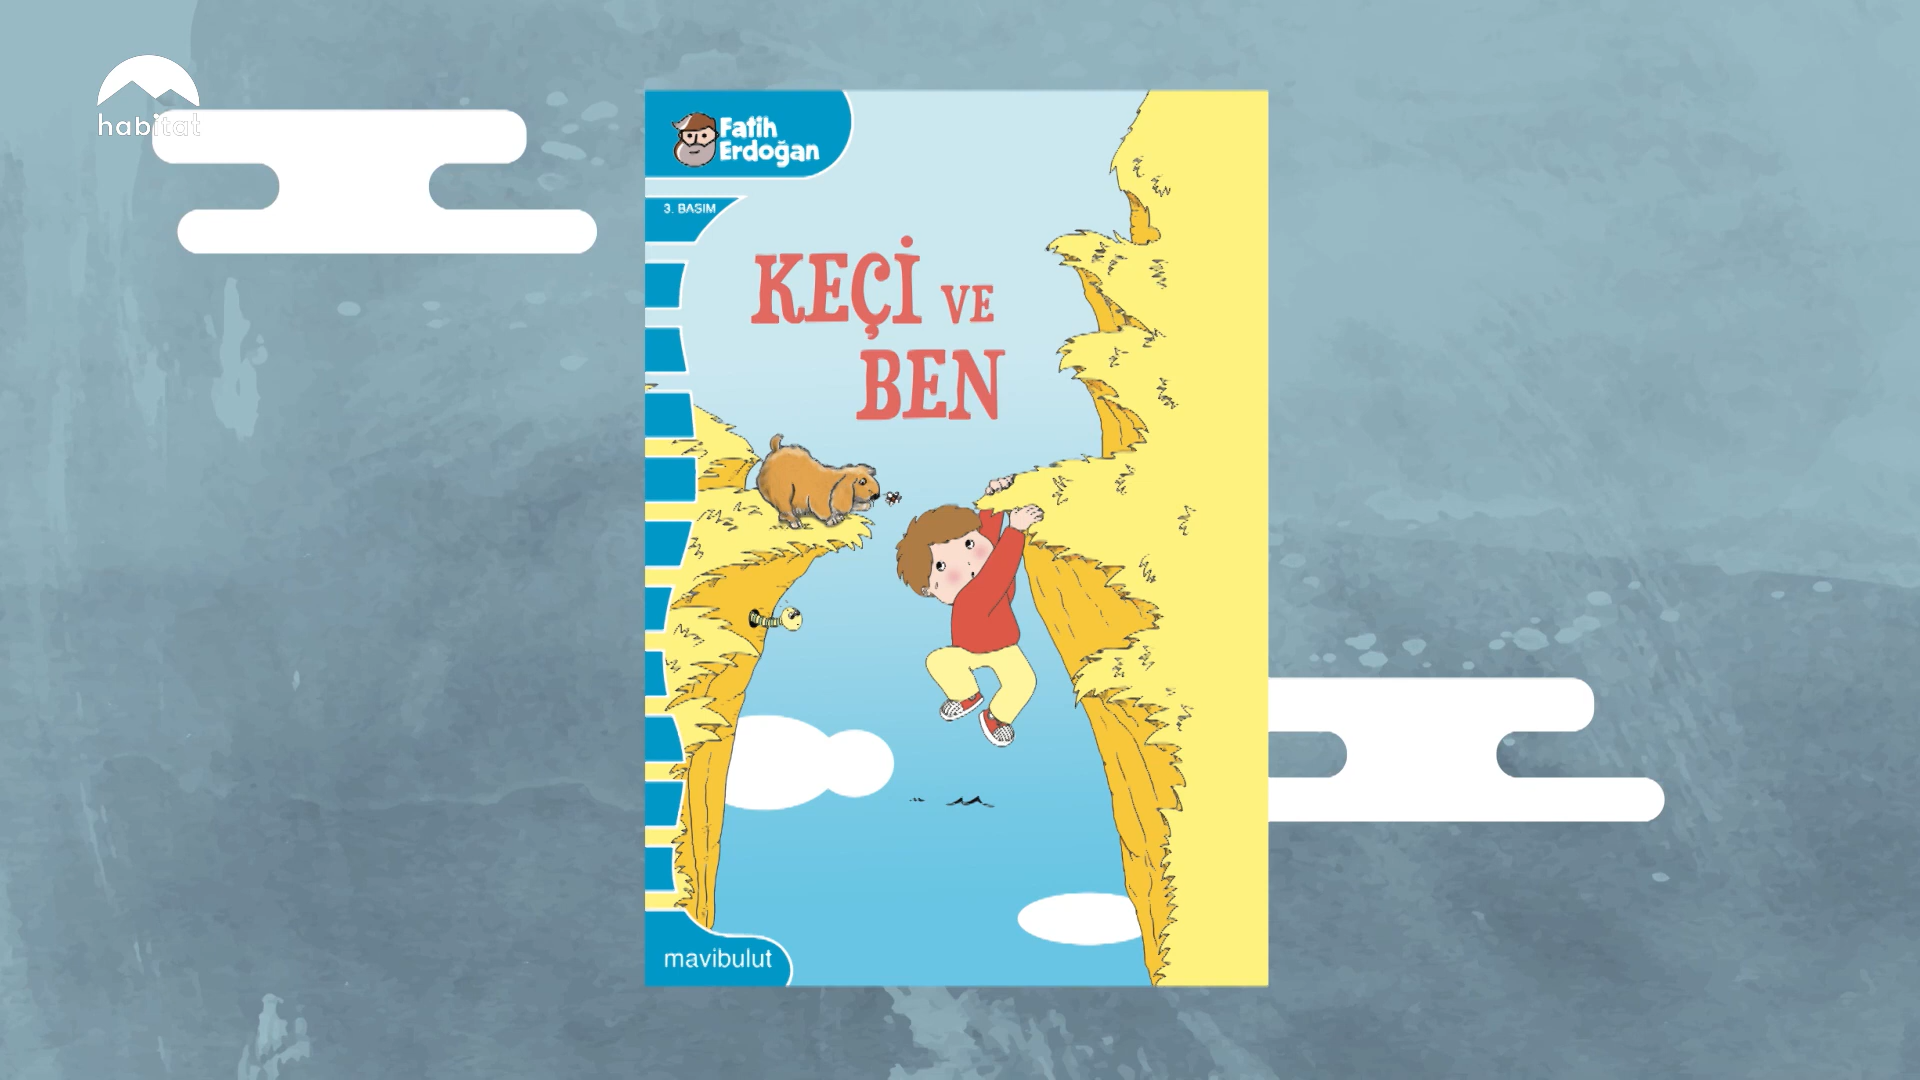 habitat
Fatih
Erdoğan
3. BASIM
KEÇİ VE
BEN
mavibulut